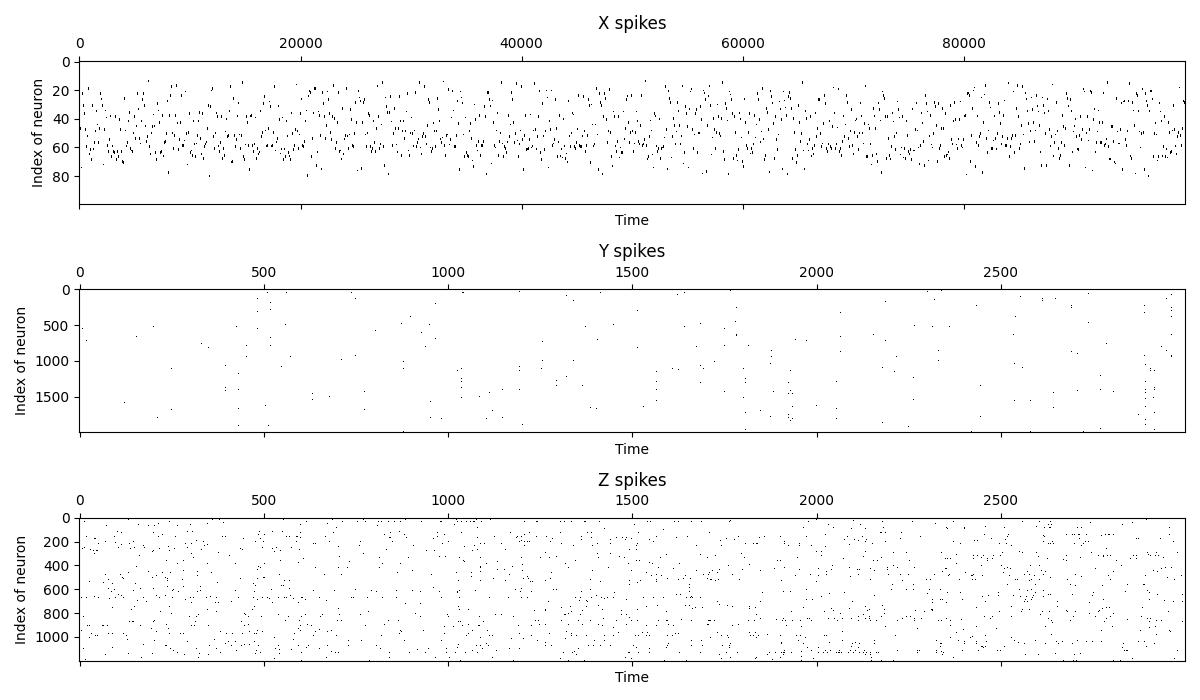 X spikes
0 20000 40000 60000 80000
0
20
40
60
80
Index of neuron
Time
Y spikes
0 500 1000 1500 2000 2500
0
500
1000
1500
Index of neuron
Time
Z spikes
0 500 1000 1500 2000 2500
0
200
400
600
800
1000
Index of neuron
Time